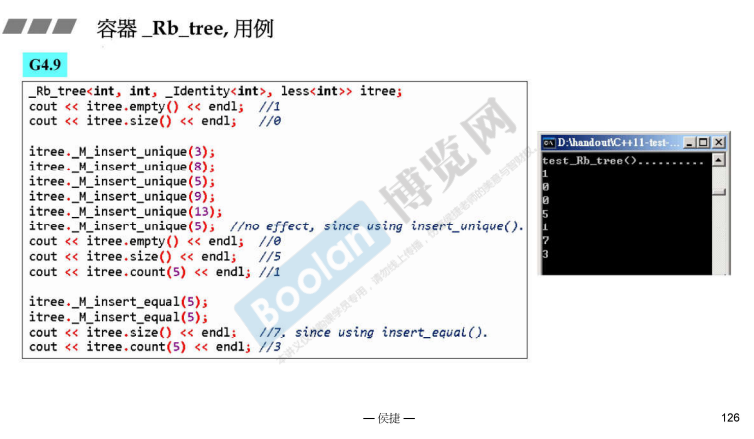 容器 _Rb_tree, 用例
G4.9
_Rb_tree<int, int, _Identity<int>, less<int>> itree;
cout << itree.empty() << endl; //1
cout << itree.size() << endl; //0
itree._M_insert_unique(3);
itree._M_insert_unique(8);
itree._M_insert_unique(5);
itree._M_insert_unique(9);
itree._M_insert_unique(13);
itree._M_insert_unique(5); //no effect, since using insert_unique().
cout << itree.empty() << endl; //0
cout << itree.size() << endl; //5
cout << itree.count(5) << endl; //1
itree._M_insert_equal(5);
itree._M_insert_equal(5);
cout << itree.size() << endl; //7, since using insert_equal().
cout << itree.count(5) << endl; //3
D:\handout\C++11-test-...
test_Rb_tree()..........
1
0
0
5
1
7
3
Boolan 博览网
— 侯捷 —
126